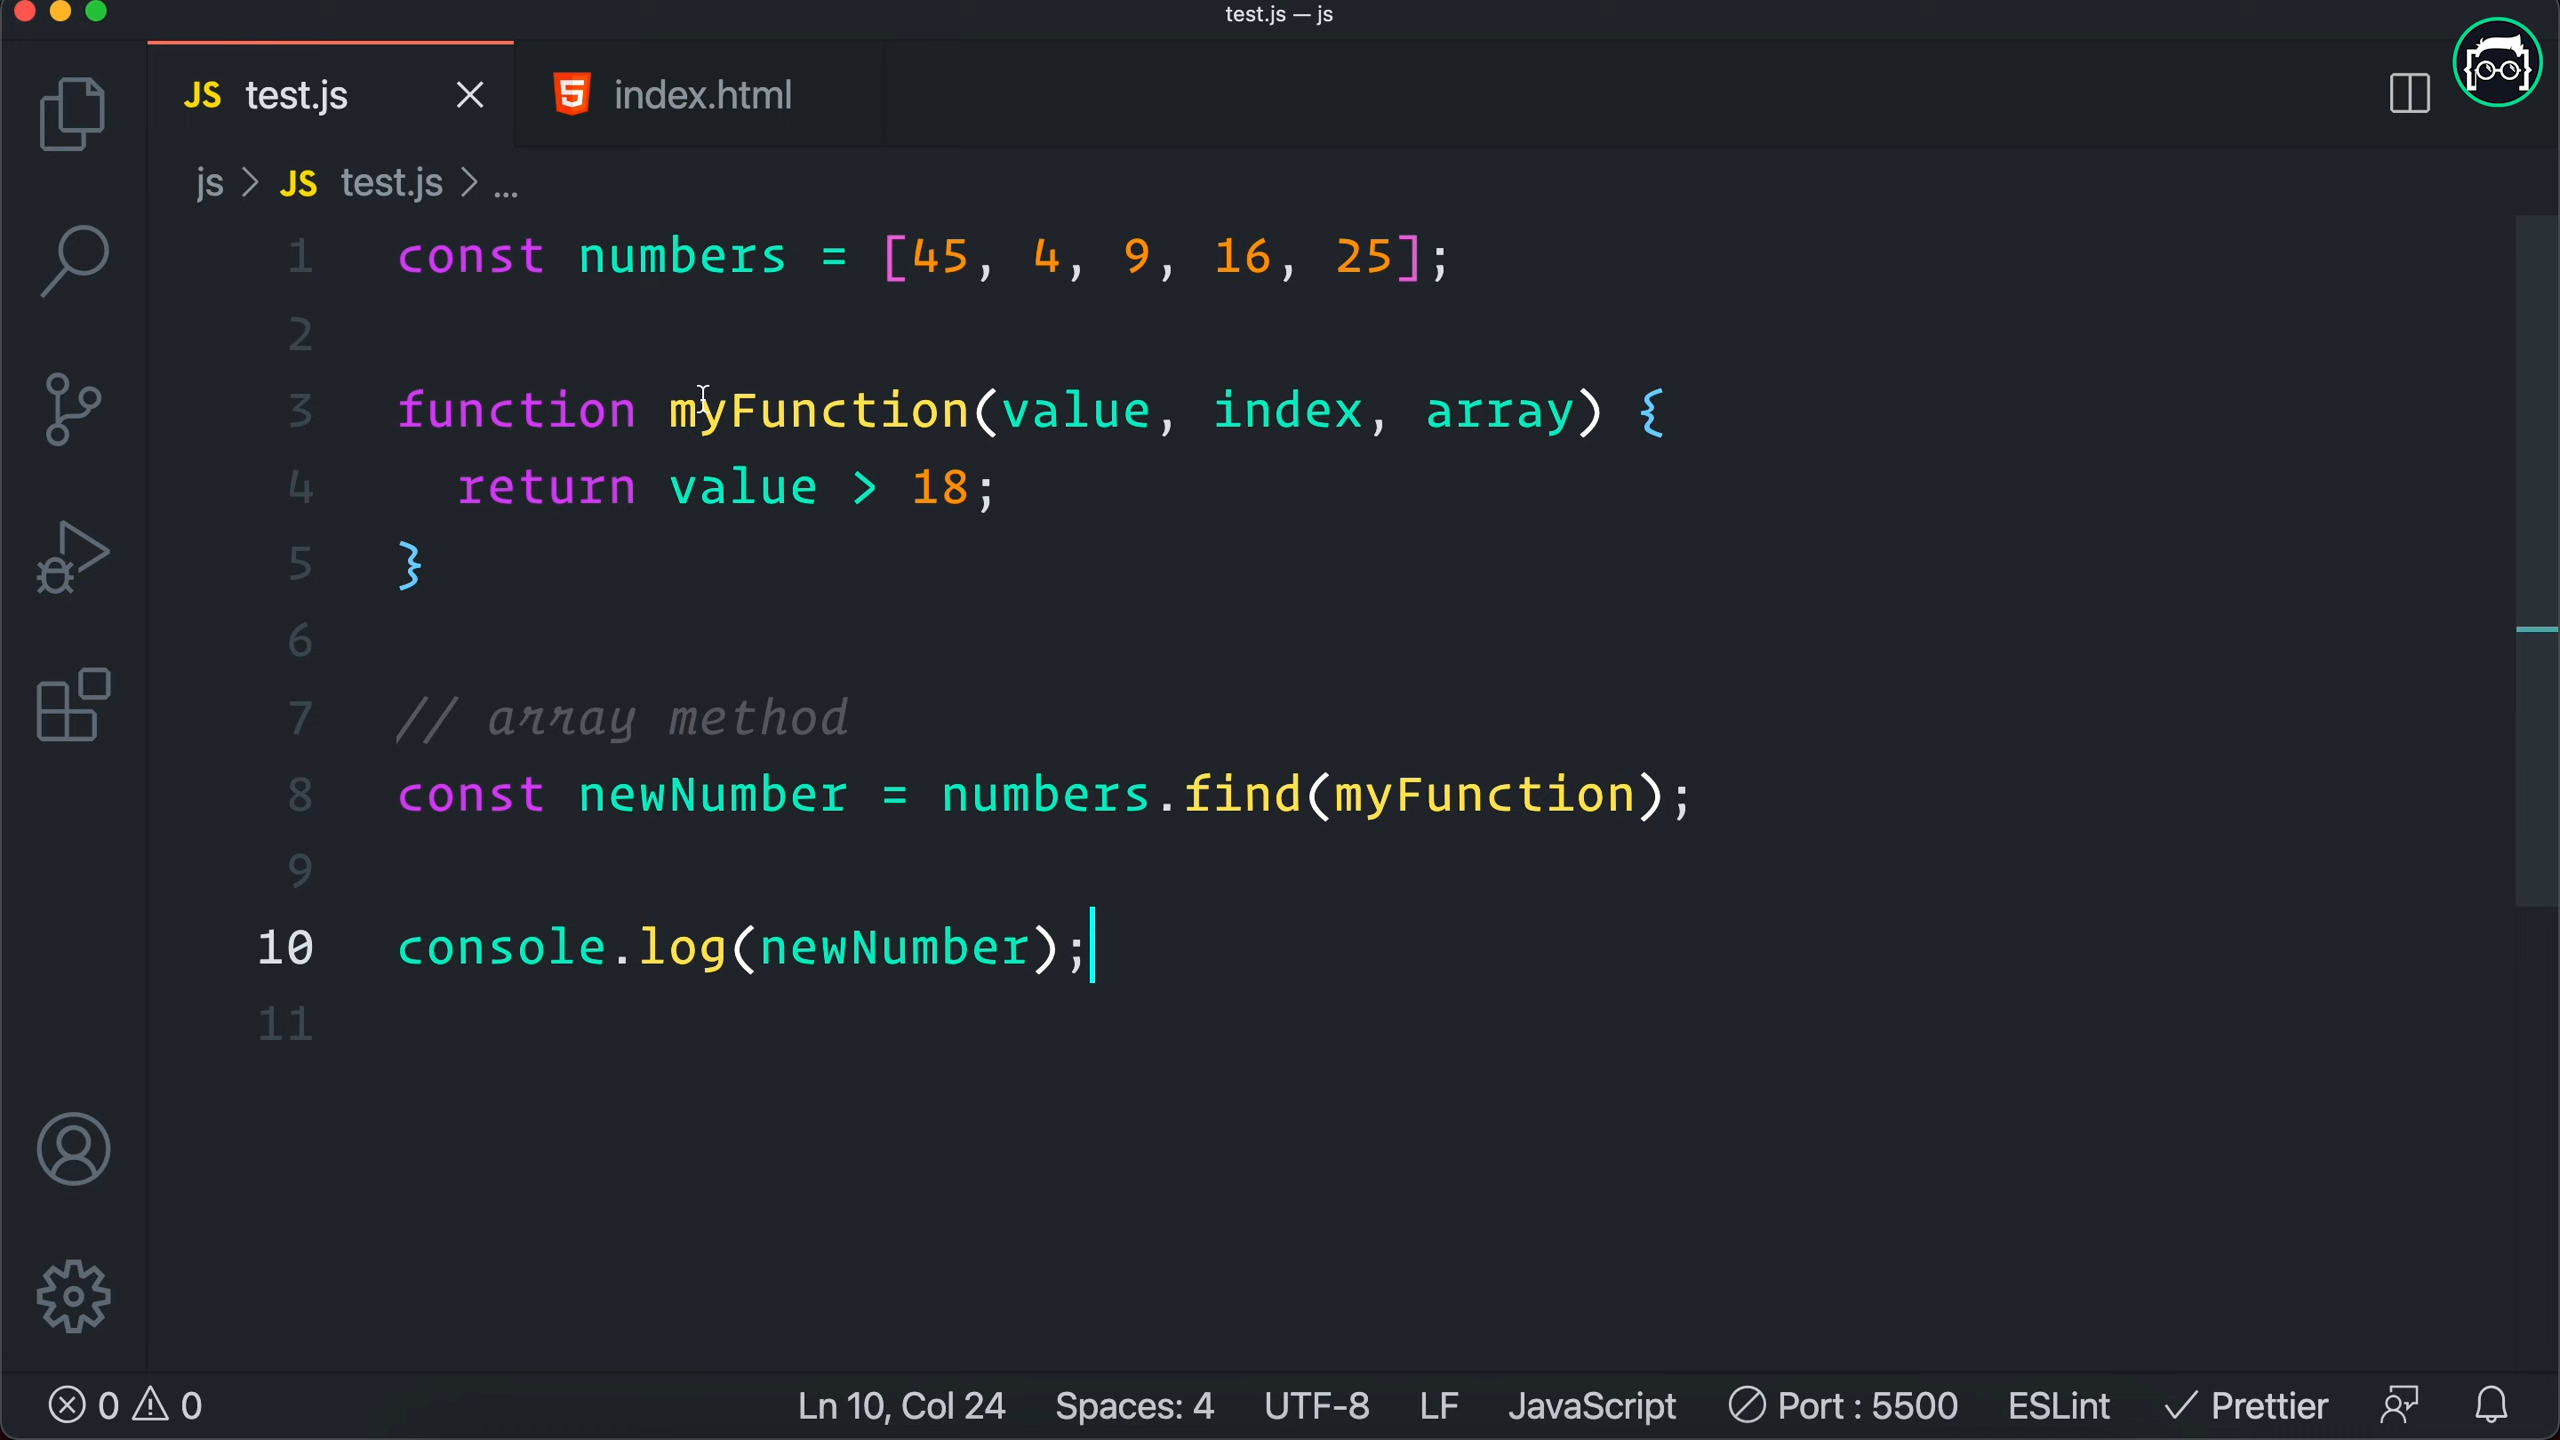 test.js — js
JS test.js index.html
js > JS test.js > ...
1 const numbers = [45, 4, 9, 16, 25];
2
3 function myFunction(value, index, array) {
4 return value > 18;
5 }
6
7 // array method
8 const newNumber = numbers.find(myFunction);
9
10 console.log(newNumber);
11
0 0 Ln 10, Col 24 Spaces: 4 UTF-8 LF JavaScript Port : 5500 ESLint Prettier